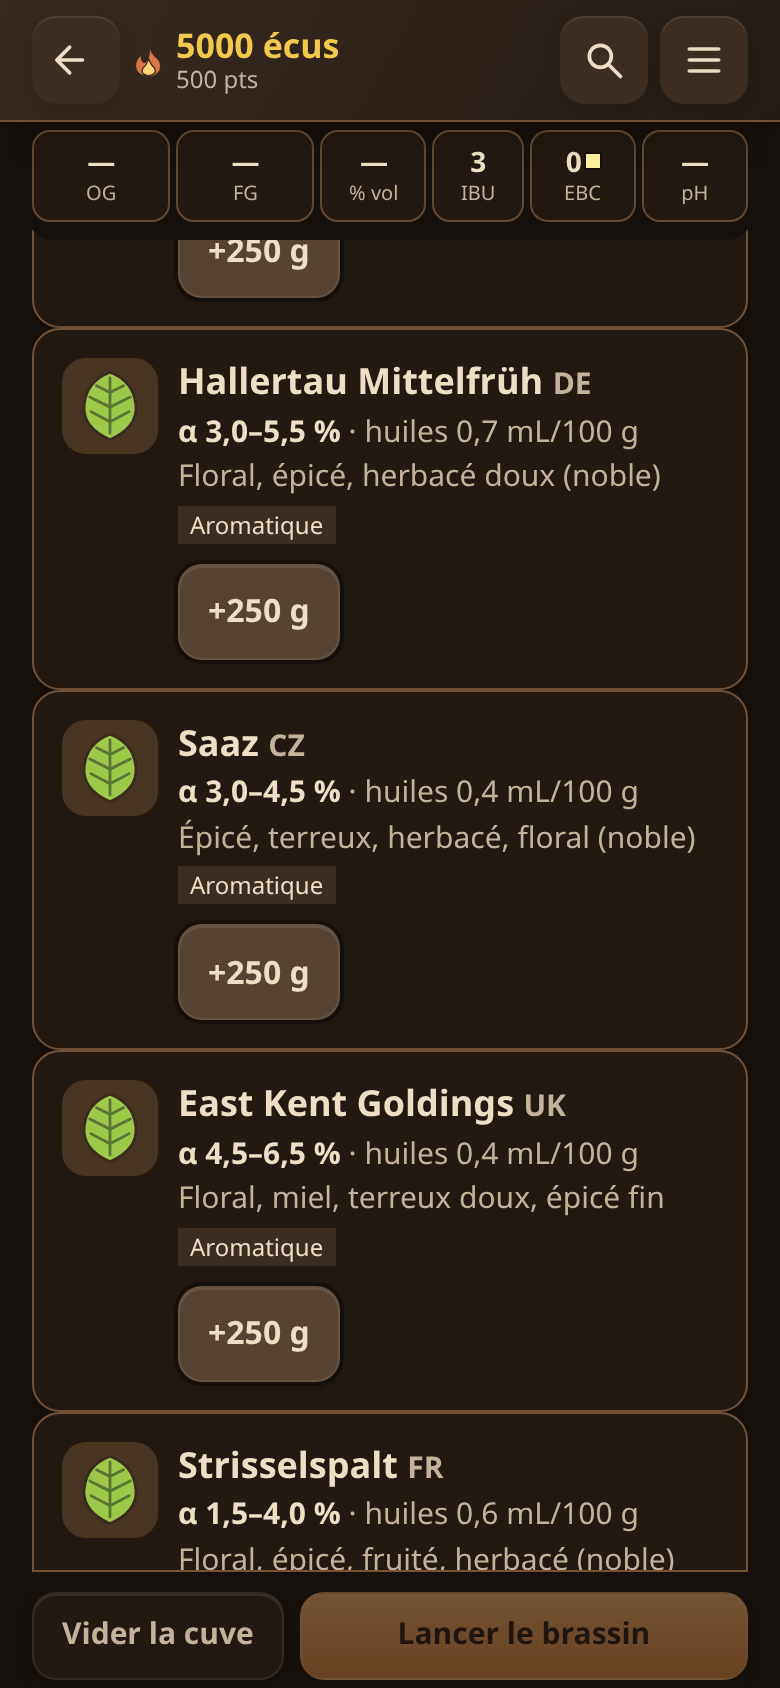 5000 écus
500 pts
— OG
— FG
— % vol
3 IBU
0 EBC
— pH
+250 g
Hallertau Mittelfrüh DE
α 3,0–5,5 % · huiles 0,7 mL/100 g
Floral, épicé, herbacé doux (noble)
Aromatique
+250 g
Saaz CZ
α 3,0–4,5 % · huiles 0,4 mL/100 g
Épicé, terreux, herbacé, floral (noble)
Aromatique
+250 g
East Kent Goldings UK
α 4,5–6,5 % · huiles 0,4 mL/100 g
Floral, miel, terreux doux, épicé fin
Aromatique
+250 g
Strisselspalt FR
α 1,5–4,0 % · huiles 0,6 mL/100 g
Floral, épicé, fruité, herbacé (noble)
Vider la cuve
Lancer le brassin